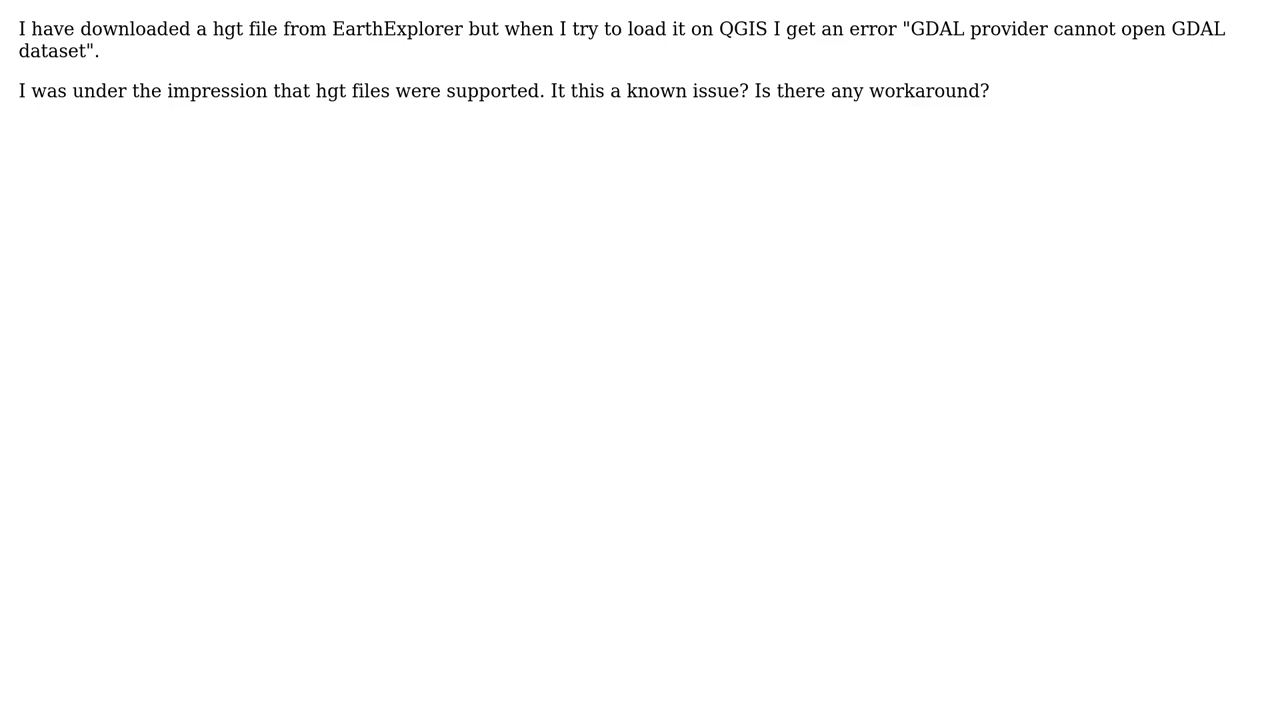 I have downloaded a hgt file from EarthExplorer but when I try to load it on QGIS I get an error "GDAL provider cannot open GDAL
dataset".
I was under the impression that hgt files were supported. It this a known issue? Is there any workaround?